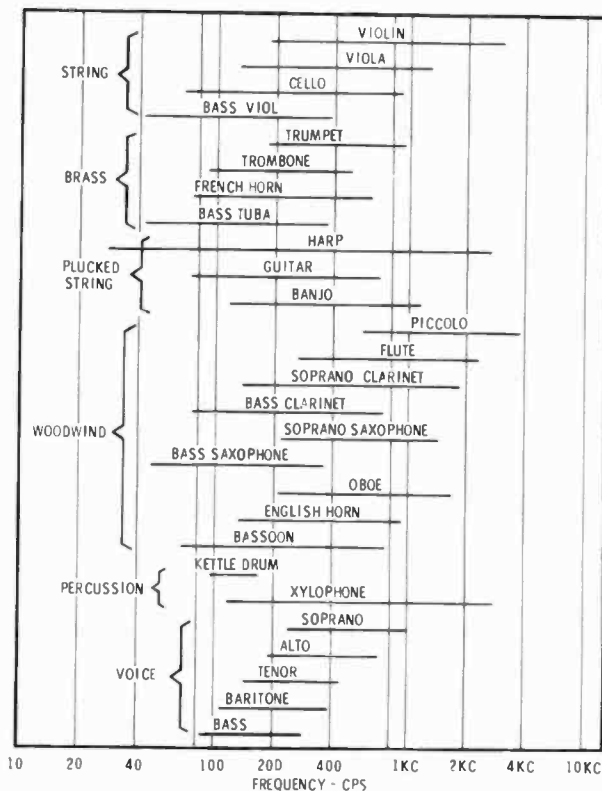 VIOLIN
STRING
VIOLA
CELLO
BASS VIOL
TRUMPET
TROMBONE
BRASS
FRENCH HORN
BASS TUBA
HARP
PLUCKED
STRING
GUITAR
BANJO
PICCOLO
FLUTE
SOPRANO CLARINET
BASS CLARINET
WOODWIND
SOPRANO SAXOPHONE
BASS SAXOPHONE
OBOE
ENGLISH HORN
BASSOON
KETTLE DRUM
PERCUSSION
XYLOPHONE
SOPRANO
ALTO
VOICE
TENOR
BARITONE
BASS
10 20 40 100 200 400 1KC 2KC 4KC 10KC
FREQUENCY - CPS